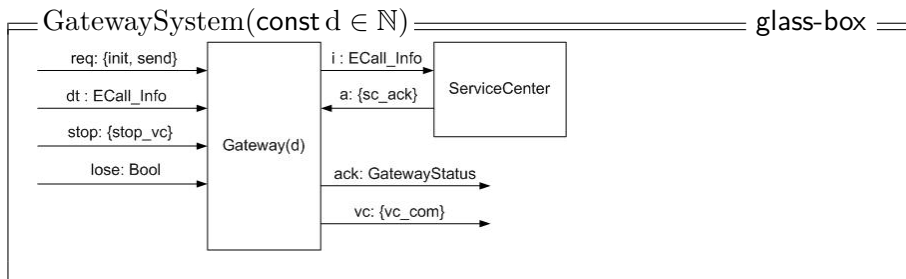 GatewaySystem(const d ∈ ℕ) glass-box
req: {init, send}
dt : ECall_Info
stop: {stop_vc}
lose: Bool
Gateway(d)
i : ECall_Info
a: {sc_ack}
ServiceCenter
ack: GatewayStatus
vc: {vc_com}